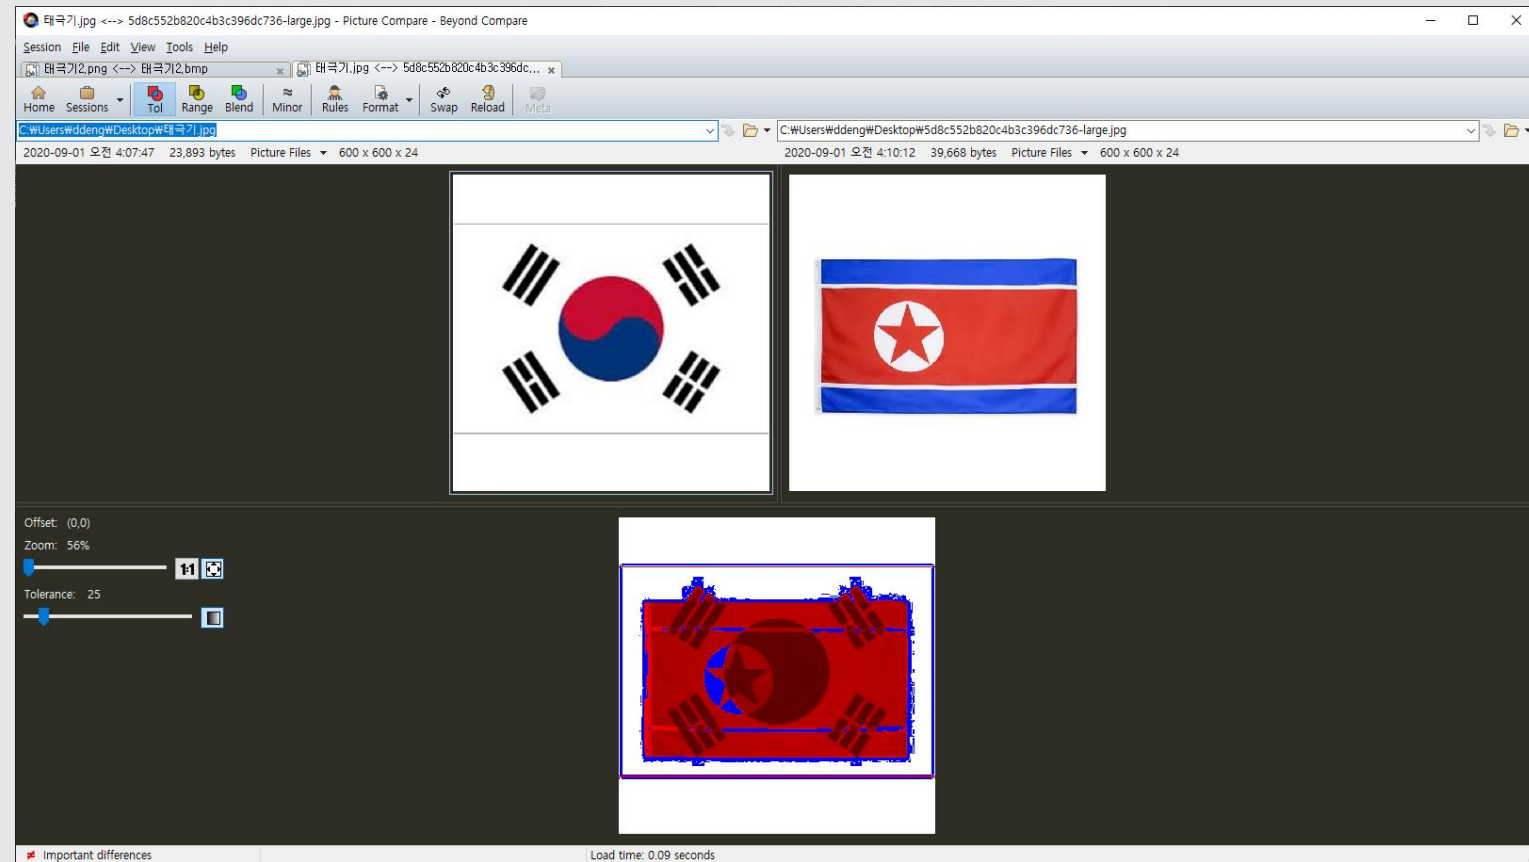 태극기.jpg <--> 5d8c552b820c4b3c396dc736-large.jpg - Picture Compare - Beyond Compare
Session File Edit View Tools Help
태극기2.png <--> 태극기2.bmp
태극기.jpg <--> 5d8c552b820c4b3c396dc...
Home Sessions Tol Range Blend Minor Rules Format Swap Reload Meta
C:₩Users₩ddeng₩Desktop₩태극기.jpg
C:₩Users₩ddeng₩Desktop₩5d8c552b820c4b3c396dc736-large.jpg
2020-09-01 오전 4:07:47 23,893 bytes Picture Files 600 x 600 x 24
2020-09-01 오전 4:10:12 39,668 bytes Picture Files 600 x 600 x 24
Offset: (0,0)
Zoom: 56%
1:1
Tolerance: 25
Important differences
Load time: 0.09 seconds